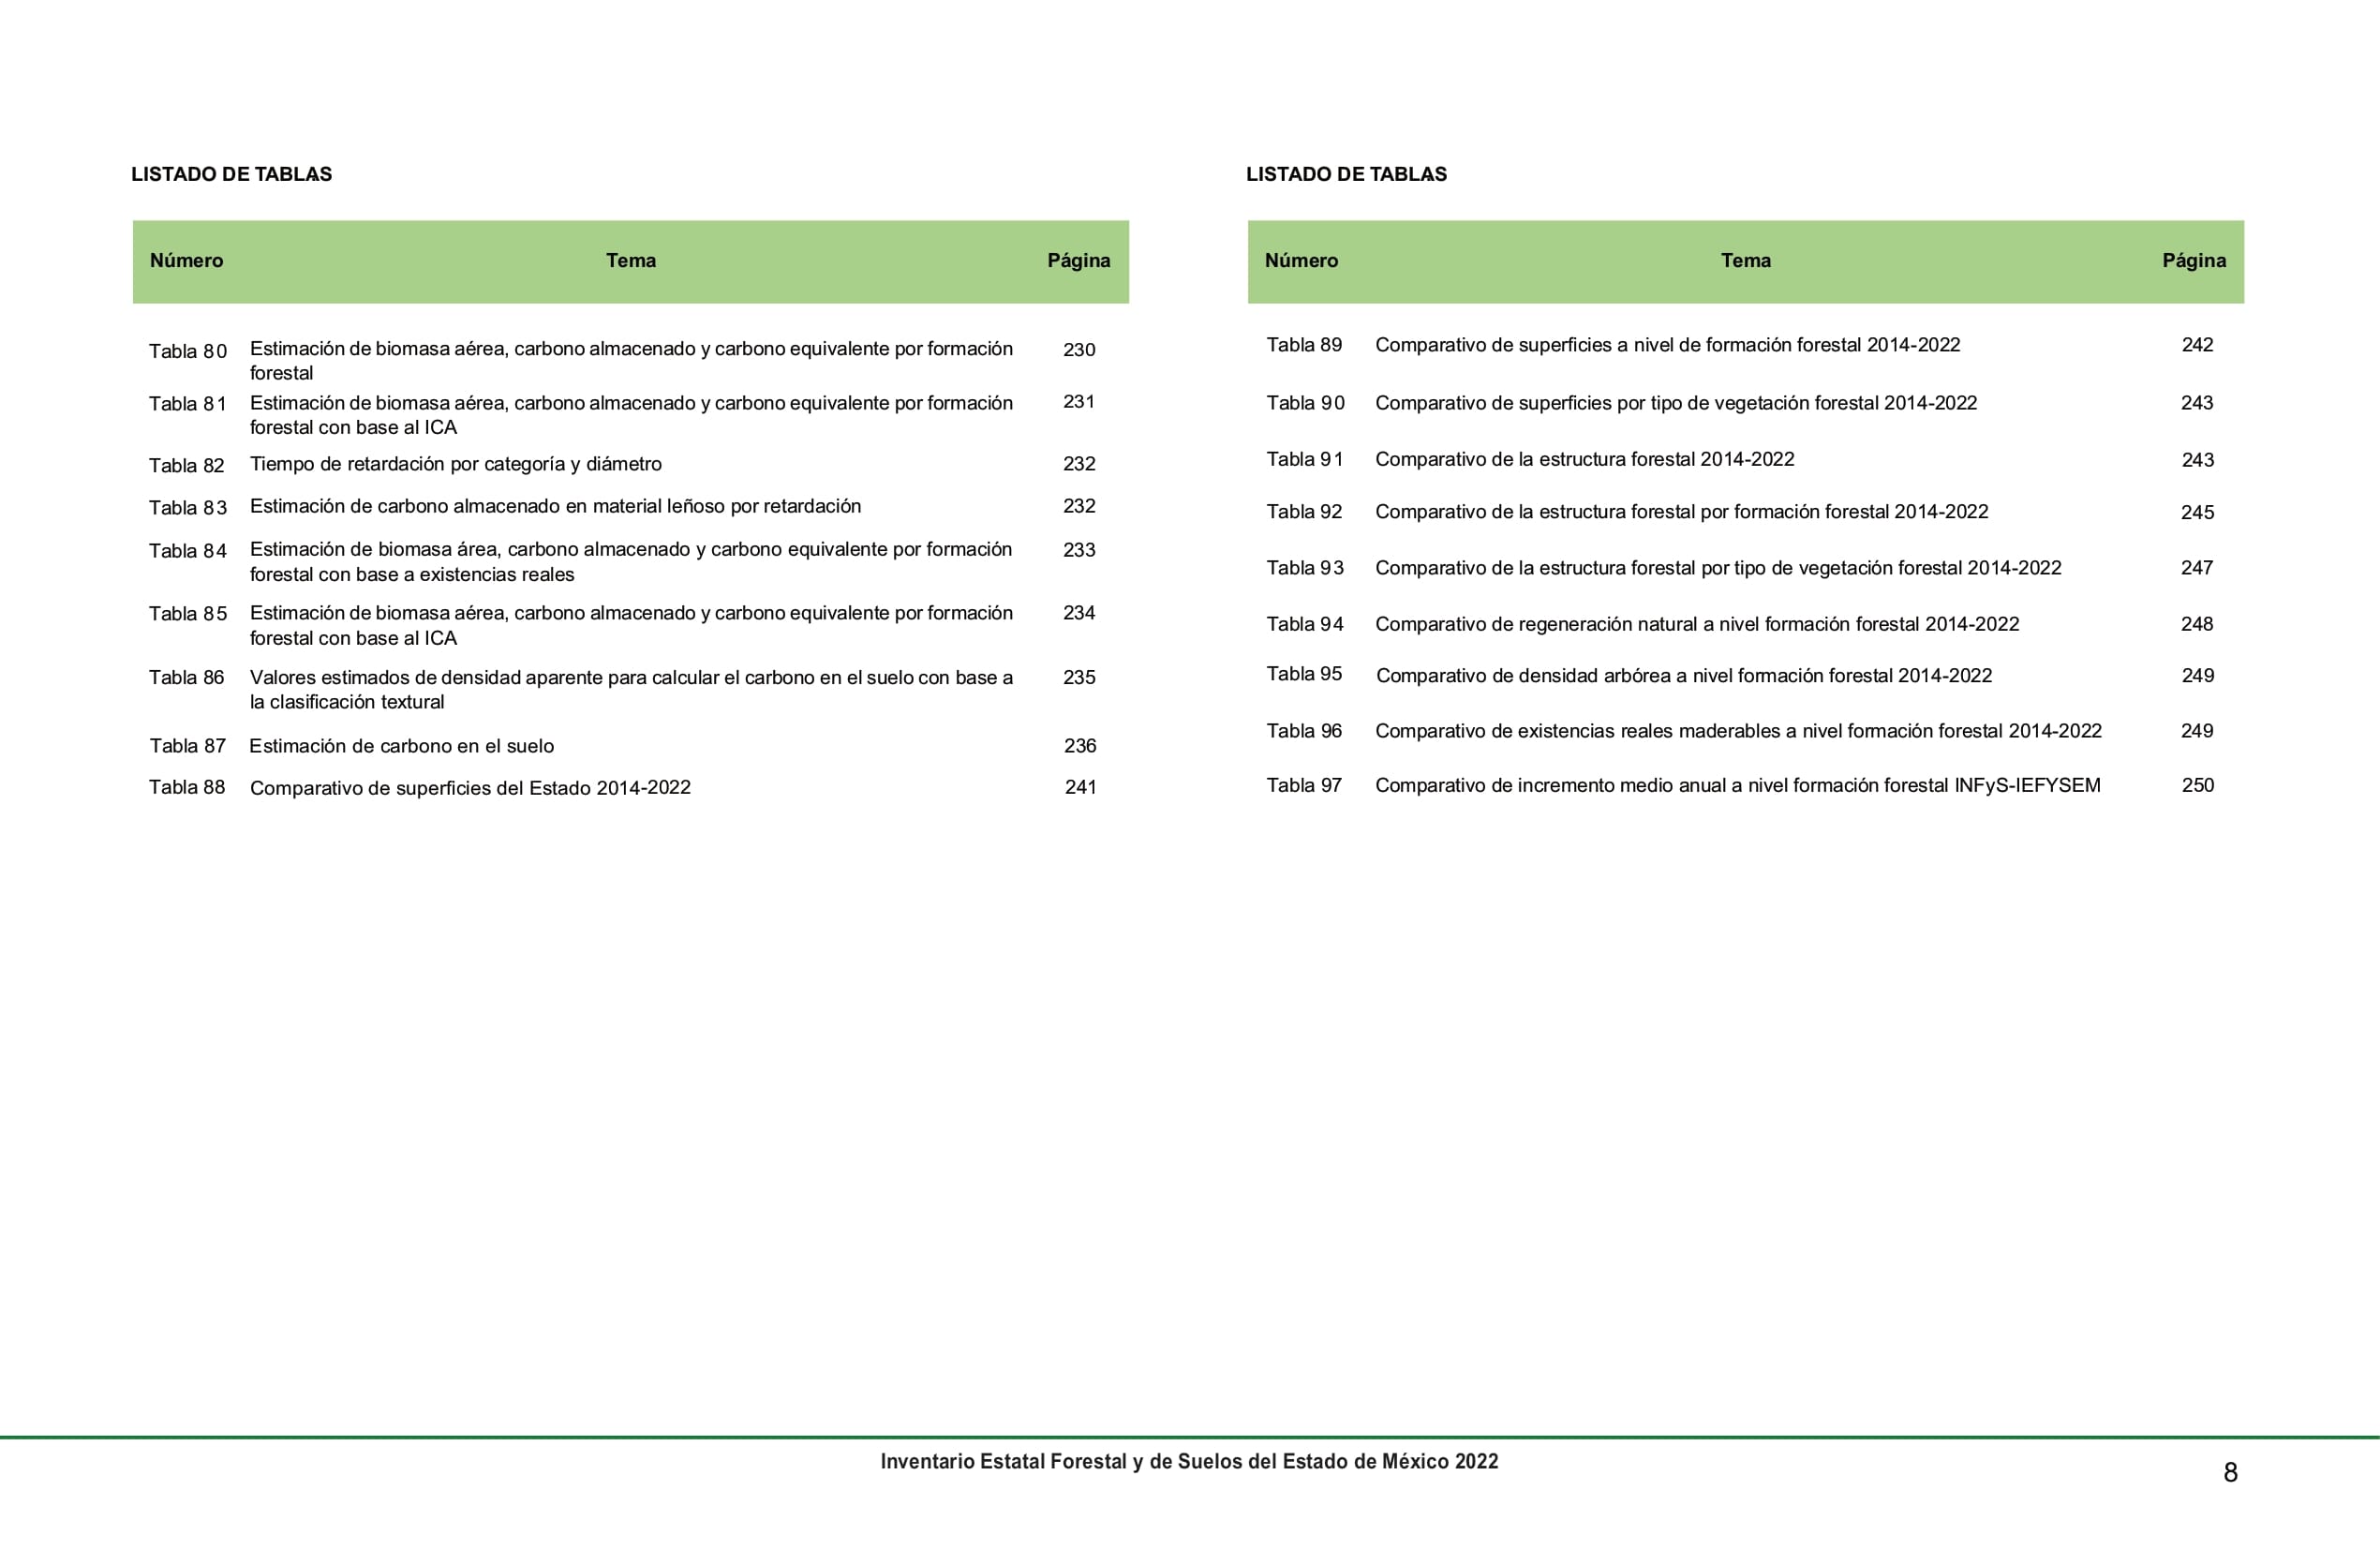 LISTADO DE TABLAS
Número Tema Página
Tabla 80 Estimación de biomasa aérea, carbono almacenado y carbono equivalente por formación 230
forestal
Tabla 81 Estimación de biomasa aérea, carbono almacenado y carbono equivalente por formación 231
forestal con base al ICA
Tabla 82 Tiempo de retardación por categoría y diámetro 232
Tabla 83 Estimación de carbono almacenado en material leñoso por retardación 232
Tabla 84 Estimación de biomasa área, carbono almacenado y carbono equivalente por formación 233
forestal con base a existencias reales
Tabla 85 Estimación de biomasa aérea, carbono almacenado y carbono equivalente por formación 234
forestal con base al ICA
Tabla 86 Valores estimados de densidad aparente para calcular el carbono en el suelo con base a 235
la clasificación textural
Tabla 87 Estimación de carbono en el suelo 236
Tabla 88 Comparativo de superficies del Estado 2014-2022 241
LISTADO DE TABLAS
Número Tema Página
Tabla 89 Comparativo de superficies a nivel de formación forestal 2014-2022 242
Tabla 90 Comparativo de superficies por tipo de vegetación forestal 2014-2022 243
Tabla 91 Comparativo de la estructura forestal 2014-2022 243
Tabla 92 Comparativo de la estructura forestal por formación forestal 2014-2022 245
Tabla 93 Comparativo de la estructura forestal por tipo de vegetación forestal 2014-2022 247
Tabla 94 Comparativo de regeneración natural a nivel formación forestal 2014-2022 248
Tabla 95 Comparativo de densidad arbórea a nivel formación forestal 2014-2022 249
Tabla 96 Comparativo de existencias reales maderables a nivel formación forestal 2014-2022 249
Tabla 97 Comparativo de incremento medio anual a nivel formación forestal INFyS-IEFYSEM 250
Inventario Estatal Forestal y de Suelos del Estado de México 2022
8